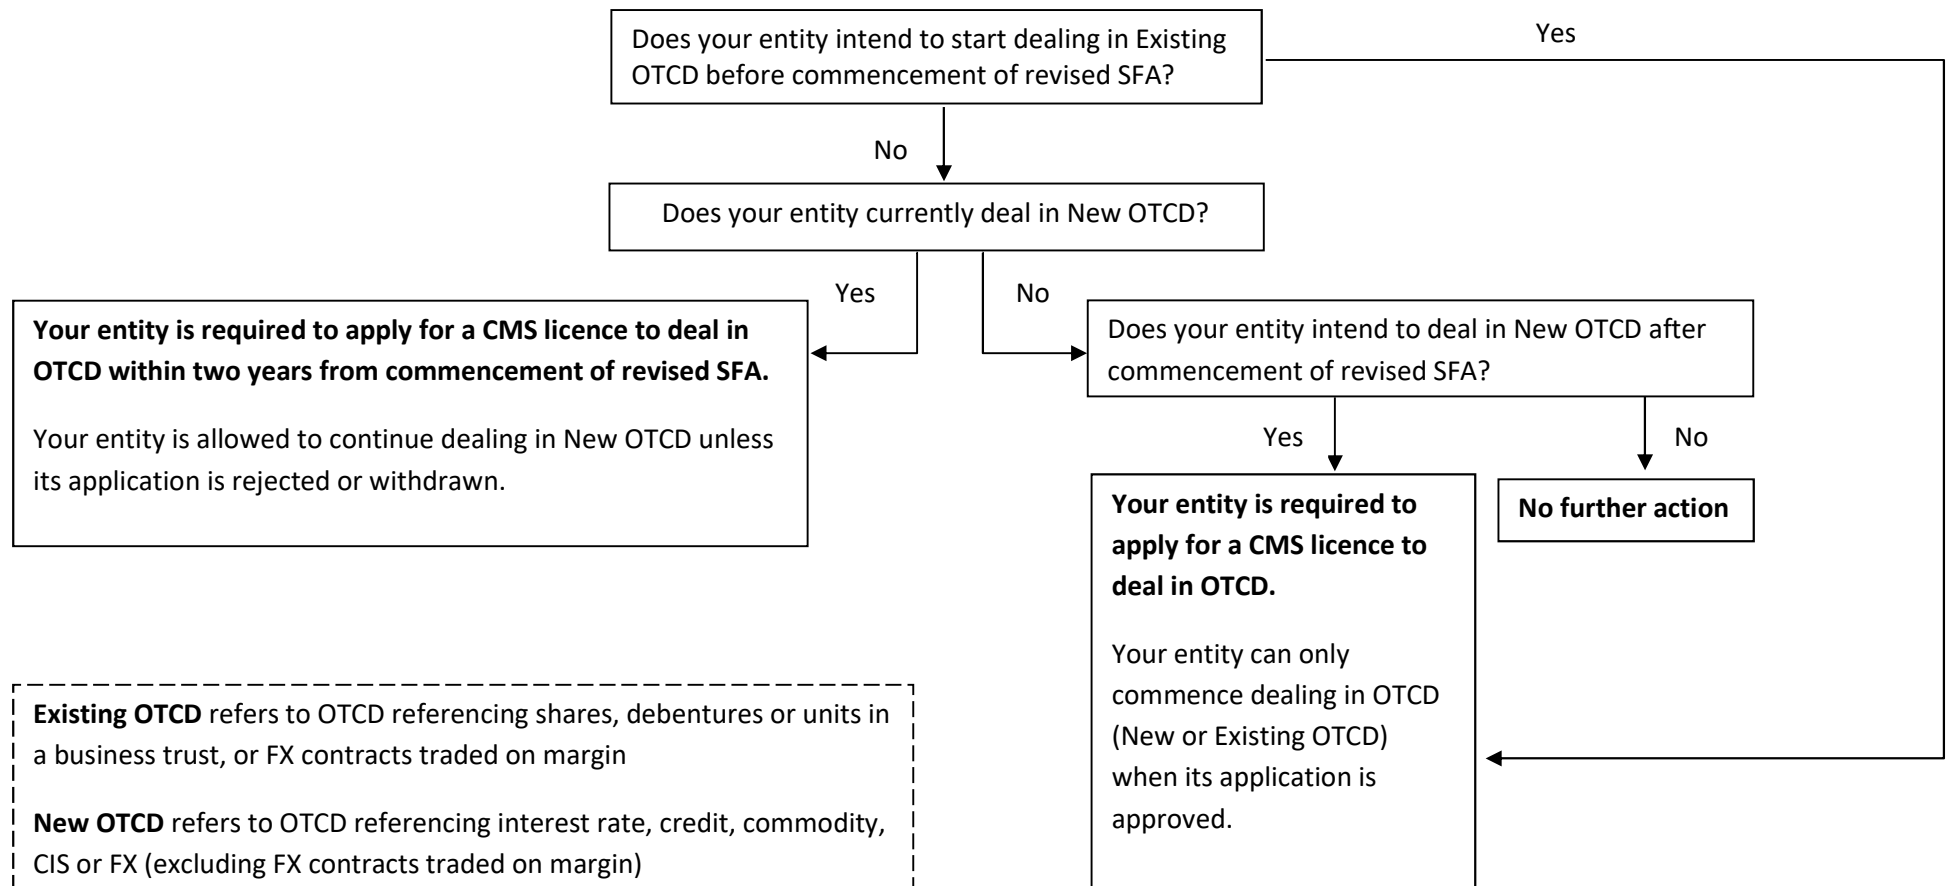 Does your entity intend to start dealing in Existing
OTCD before commencement of revised SFA?
Yes
No
Does your entity currently deal in New OTCD?
Yes
No
Your entity is required to apply for a CMS licence to deal in
OTCD within two years from commencement of revised SFA.
Your entity is allowed to continue dealing in New OTCD unless
its application is rejected or withdrawn.
Does your entity intend to deal in New OTCD after
commencement of revised SFA?
Yes
No
Your entity is required to
apply for a CMS licence to
deal in OTCD.
Your entity can only
commence dealing in OTCD
(New or Existing OTCD)
when its application is
approved.
No further action
Existing OTCD refers to OTCD referencing shares, debentures or units in
a business trust, or FX contracts traded on margin
New OTCD refers to OTCD referencing interest rate, credit, commodity,
CIS or FX (excluding FX contracts traded on margin)